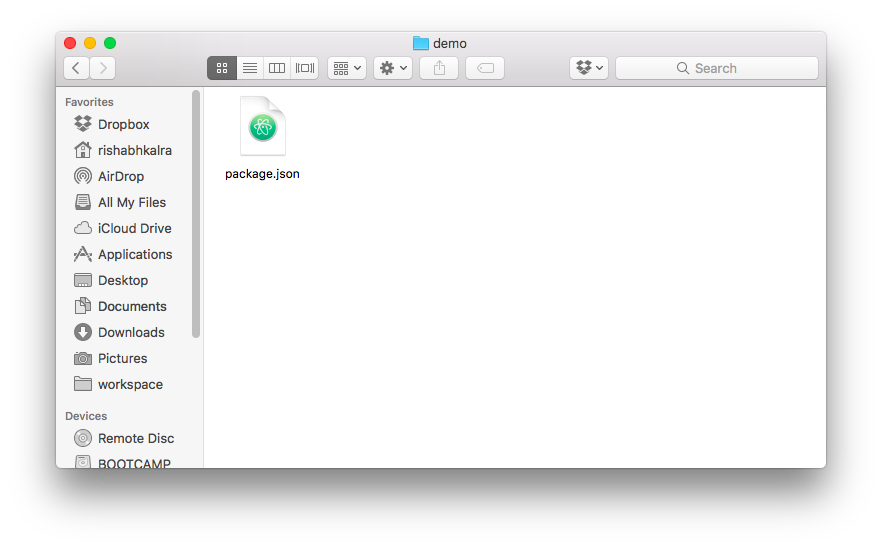 demo
Search
Favorites
Dropbox
rishabhkalra
AirDrop
All My Files
iCloud Drive
Applications
Desktop
Documents
Downloads
Pictures
workspace
Devices
Remote Disc
BOOTCAMP
package.json